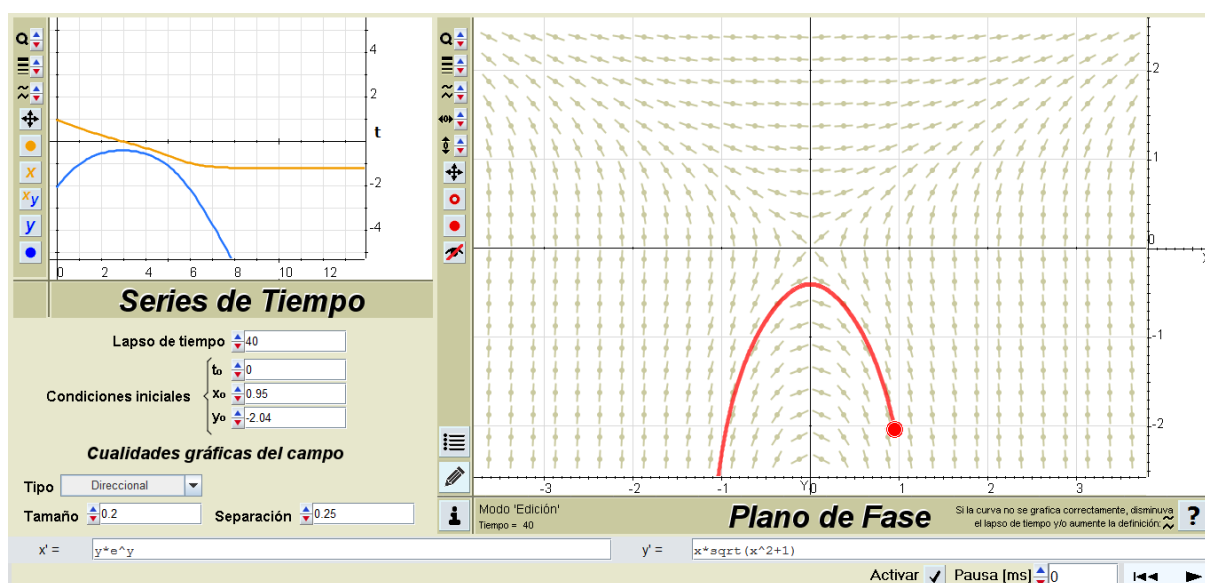 4
2
t
-2
-4
0 2 4 6 8 10 12
x
xy
y
Series de Tiempo
Lapso de tiempo 40
to 0
Condiciones iniciales xo 0.95
yo -2.04
Cualidades gráficas del campo
Tipo Direccional
Tamaño 0.2 Separación 0.25
2
1
0
X
-1
-2
-3 -2 -1 Y 0 1 2 3
Modo 'Edición'
Tiempo = 40
Plano de Fase
Si la curva no se grafica correctamente, disminuya
el lapso de tiempo y/o aumente la definición:
?
x' = y*e^y y' = x*sqrt(x^2+1)
Activar Pausa [ms] 0